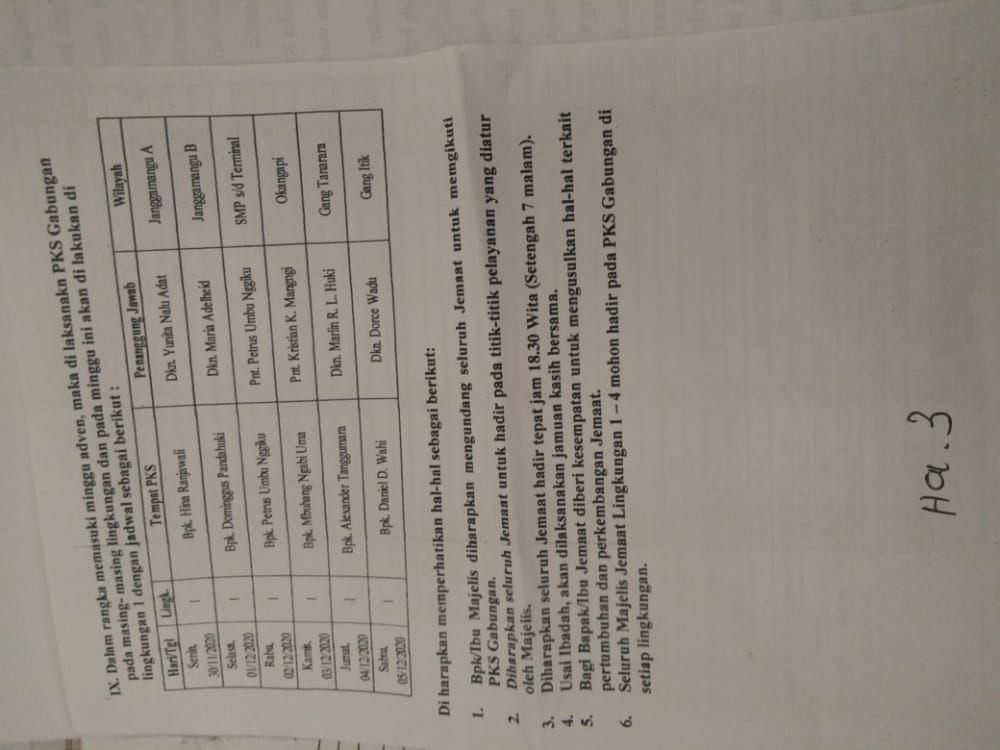 IX. Dalam rangka memasuki minggu adven, maka di laksanakn PKS Gabungan
pada masing- masing lingkungan dan pada minggu ini akan di lakukan di
lingkungan 1 dengan jadwal sebagai berikut :
Hari/Tgl Lingk. Tempat PKS Penanggung Jawab Wilayah
Senin, 30/11/2020 1 Bpk. Hina Ranjawali Dkn. Yunita Nalu Adat Janggamangu A
Selasa, 01/12/2020 1 Bpk. Dominggus Pandahuki Dkn. Maria Adelheid Janggamangu B
Rabu, 02/12/2020 1 Bpk. Petrus Umbu Nggiku Pnt. Petrus Umbu Nggiku SMP s/d Terminal
Kamis, 03/12/2020 1 Bpk. Mbuhang Ngabi Uma Pnt. Kristian K. Mangngi Okangapi
Jumat, 04/12/2020 1 Bpk. Alexander Tanggumara Dkn. Marlin R. L. Huki Gang Tanarara
Sabtu, 05/12/2020 1 Bpk. Daniel D. Wahi Dkn. Dorce Wadu Gang Itik
Di harapkan memperhatikan hal-hal sebagai berikut:
1. Bpk/Ibu Majelis diharapkan mengundang seluruh Jemaat untuk memgikuti
PKS Gabungan.
2. Diharapkan seluruh Jemaat untuk hadir pada titik-titik pelayanan yang diatur
oleh Majelis.
3. Diharapkan seluruh Jemaat hadir tepat jam 18.30 Wita (Setengah 7 malam).
4. Usai Ibadah, akan dilaksanakan jamuan kasih bersama.
5. Bagi Bapak/Ibu Jemaat diberi kesempatan untuk mengusulkan hal-hal terkait
pertumbuhan dan perkembangan Jemaat.
6. Seluruh Majelis Jemaat Lingkungan 1 – 4 mohon hadir pada PKS Gabungan di
setiap lingkungan.
Ha. 3